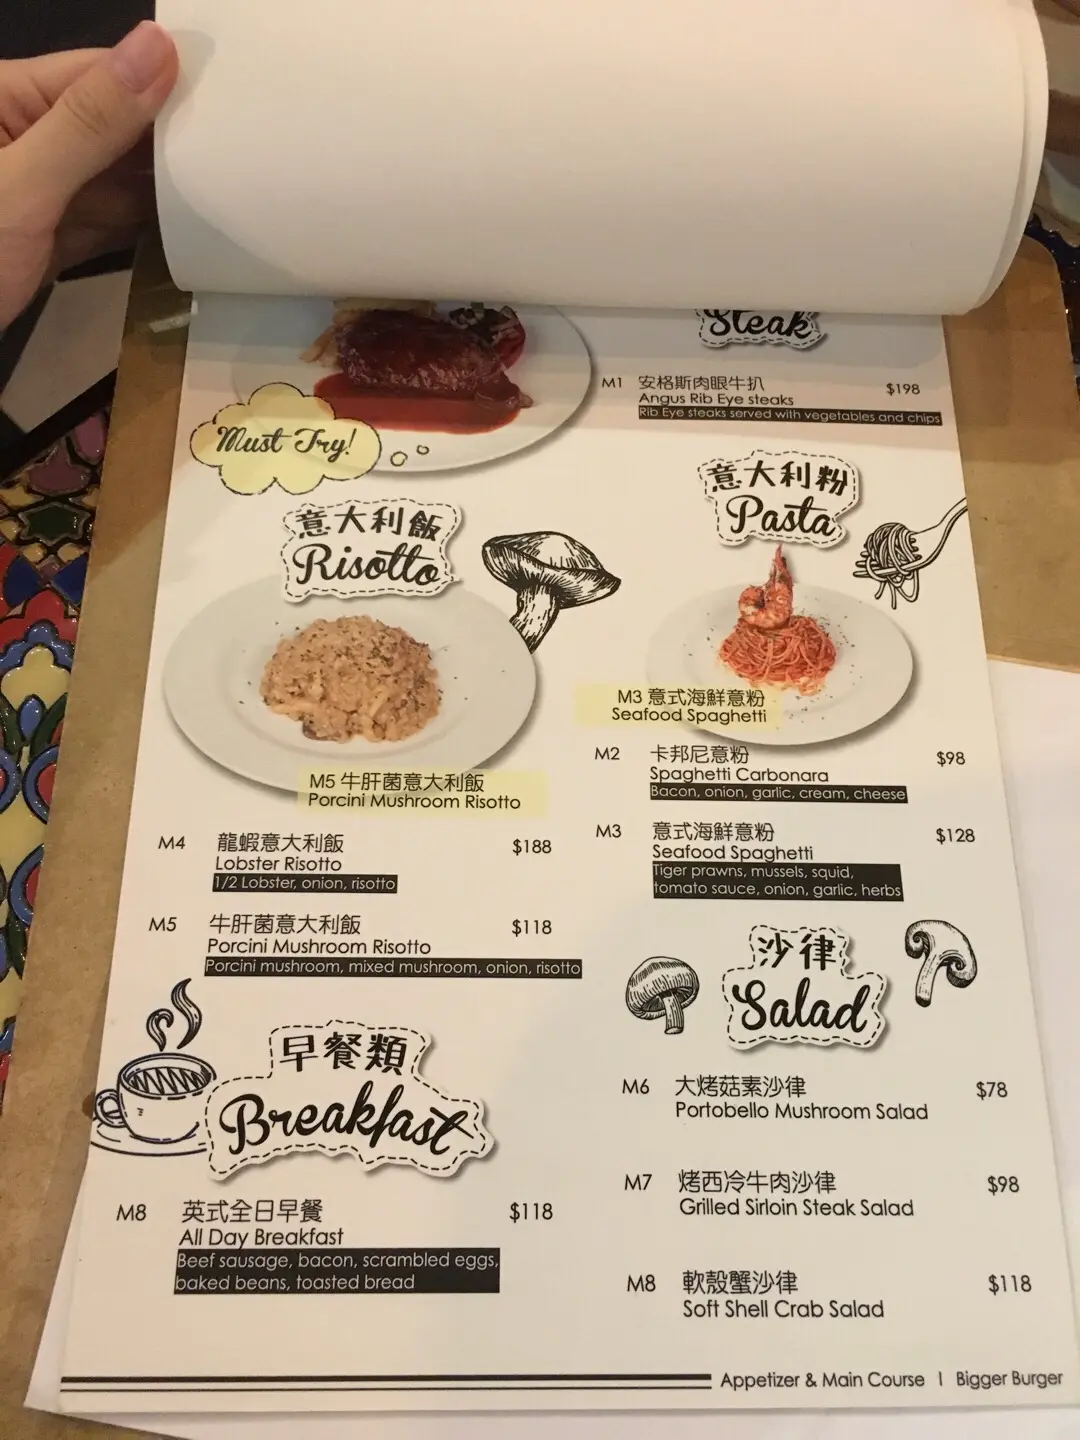 Steak
M1 安格斯肉眼牛扒 $198
Angus Rib Eye steaks
Rib Eye steaks served with vegetables and chips
Must Try!
意大利飯
Risotto
M5 牛肝菌意大利飯
Porcini Mushroom Risotto
M4 龍蝦意大利飯 $188
Lobster Risotto
1/2 Lobster, onion, risotto
M5 牛肝菌意大利飯 $118
Porcini Mushroom Risotto
Porcini mushroom, mixed mushroom, onion, risotto
早餐類
Breakfast
M8 英式全日早餐 $118
All Day Breakfast
Beef sausage, bacon, scrambled eggs,
baked beans, toasted bread
意大利粉
Pasta
M3 意式海鮮意粉
Seafood Spaghetti
M2 卡邦尼意粉 $98
Spaghetti Carbonara
Bacon, onion, garlic, cream, cheese
M3 意式海鮮意粉 $128
Seafood Spaghetti
Tiger prawns, mussels, squid,
tomato sauce, onion, garlic, herbs
沙律
Salad
M6 大烤菇素沙律 $78
Portobello Mushroom Salad
M7 烤西冷牛肉沙律 $98
Grilled Sirloin Steak Salad
M8 軟殼蟹沙律 $118
Soft Shell Crab Salad
Appetizer & Main Course | Bigger Burger